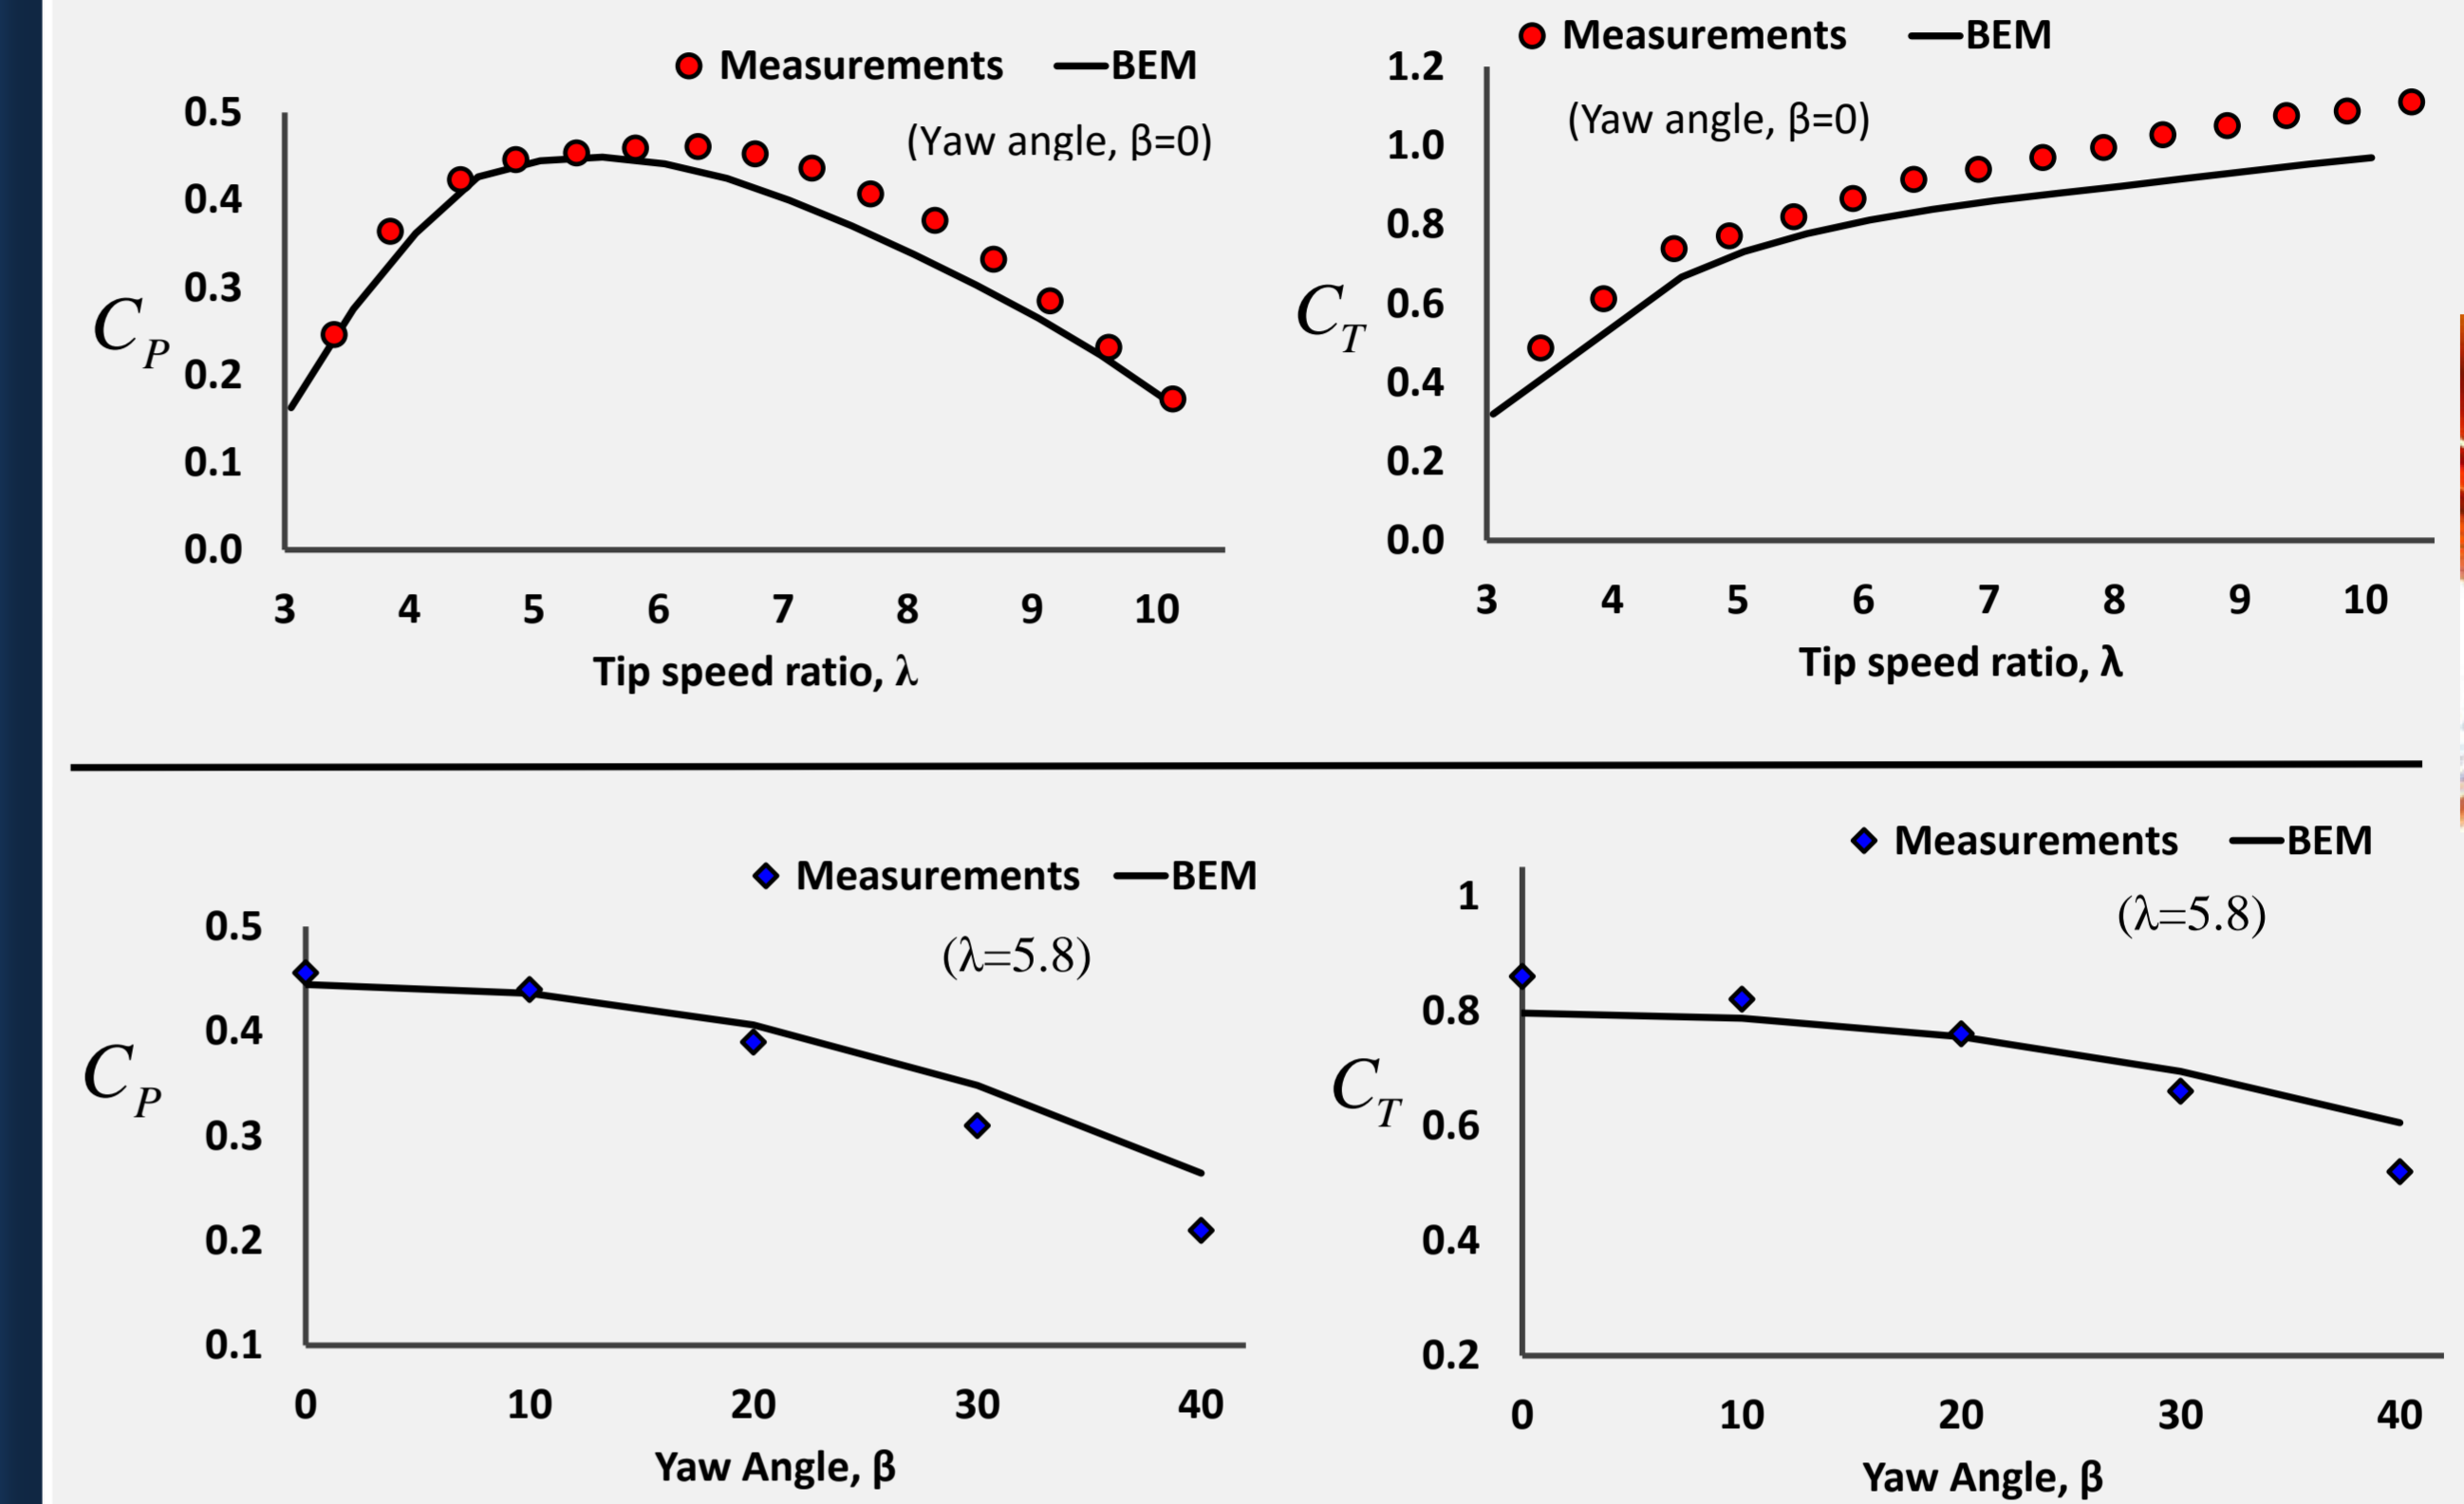 Measurements BEM
(Yaw angle, β=0)
0.5
0.4
0.3
0.2
0.1
0.0
C_P
3 4 5 6 7 8 9 10
Tip speed ratio, λ
Measurements BEM
(Yaw angle, β=0)
1.2
1.0
0.8
0.6
0.4
0.2
0.0
C_T
3 4 5 6 7 8 9 10
Tip speed ratio, λ
Measurements BEM
(λ=5.8)
0.5
0.4
0.3
0.2
0.1
C_P
0 10 20 30 40
Yaw Angle, β
Measurements BEM
(λ=5.8)
1
0.8
0.6
0.4
0.2
C_T
0 10 20 30 40
Yaw Angle, β